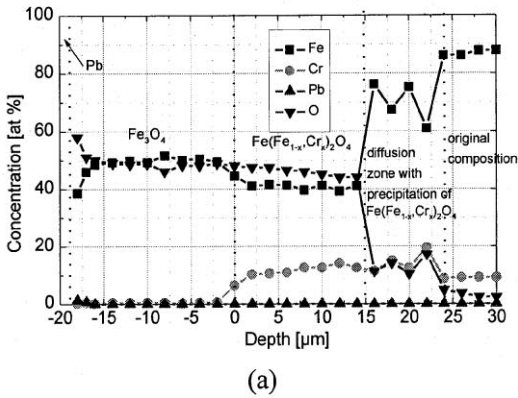 100
80
60
40
20
0
Concentration [at %]
Pb
Fe
Cr
Pb
O
Fe3O4
Fe(Fe1-x,Crx)2O4
diffusion
zone with
precipitation of
Fe(Fe1-x,Crx)2O4
original
composition
-20 -15 -10 -5 0 5 10 15 20 25 30
Depth [µm]
(a)